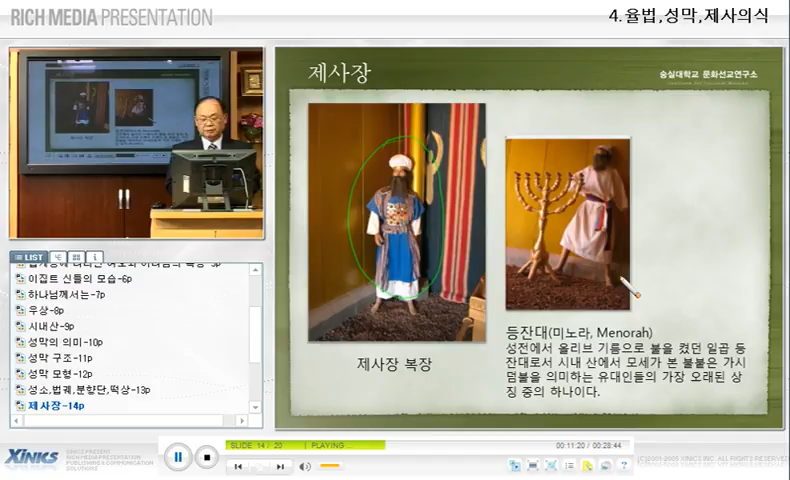 RICH MEDIA PRESENTATION
4.율법,성막,제사의식
제사장
숭실대학교 문화선교연구소
제사장 복장
등잔대(미노라, Menorah)
성전에서 올리브 기름으로 불을 켰던 일곱 등
잔대로서 시내 산에서 모세가 본 불붙은 가시
덤불을 의미하는 유대인들의 가장 오래된 상
징 중의 하나이다.
LIST
이집트 신들의 모습-6p
하나님께서는-7p
우상-8p
시내산-9p
성막의 의미-10p
성막 구조-11p
성막 모형-12p
성소,법궤,분향단,떡상-13p
제사장-14p
XINICS
SLIDE 14 / 20 | PLAYING ...
00:11:20 / 00:28:44